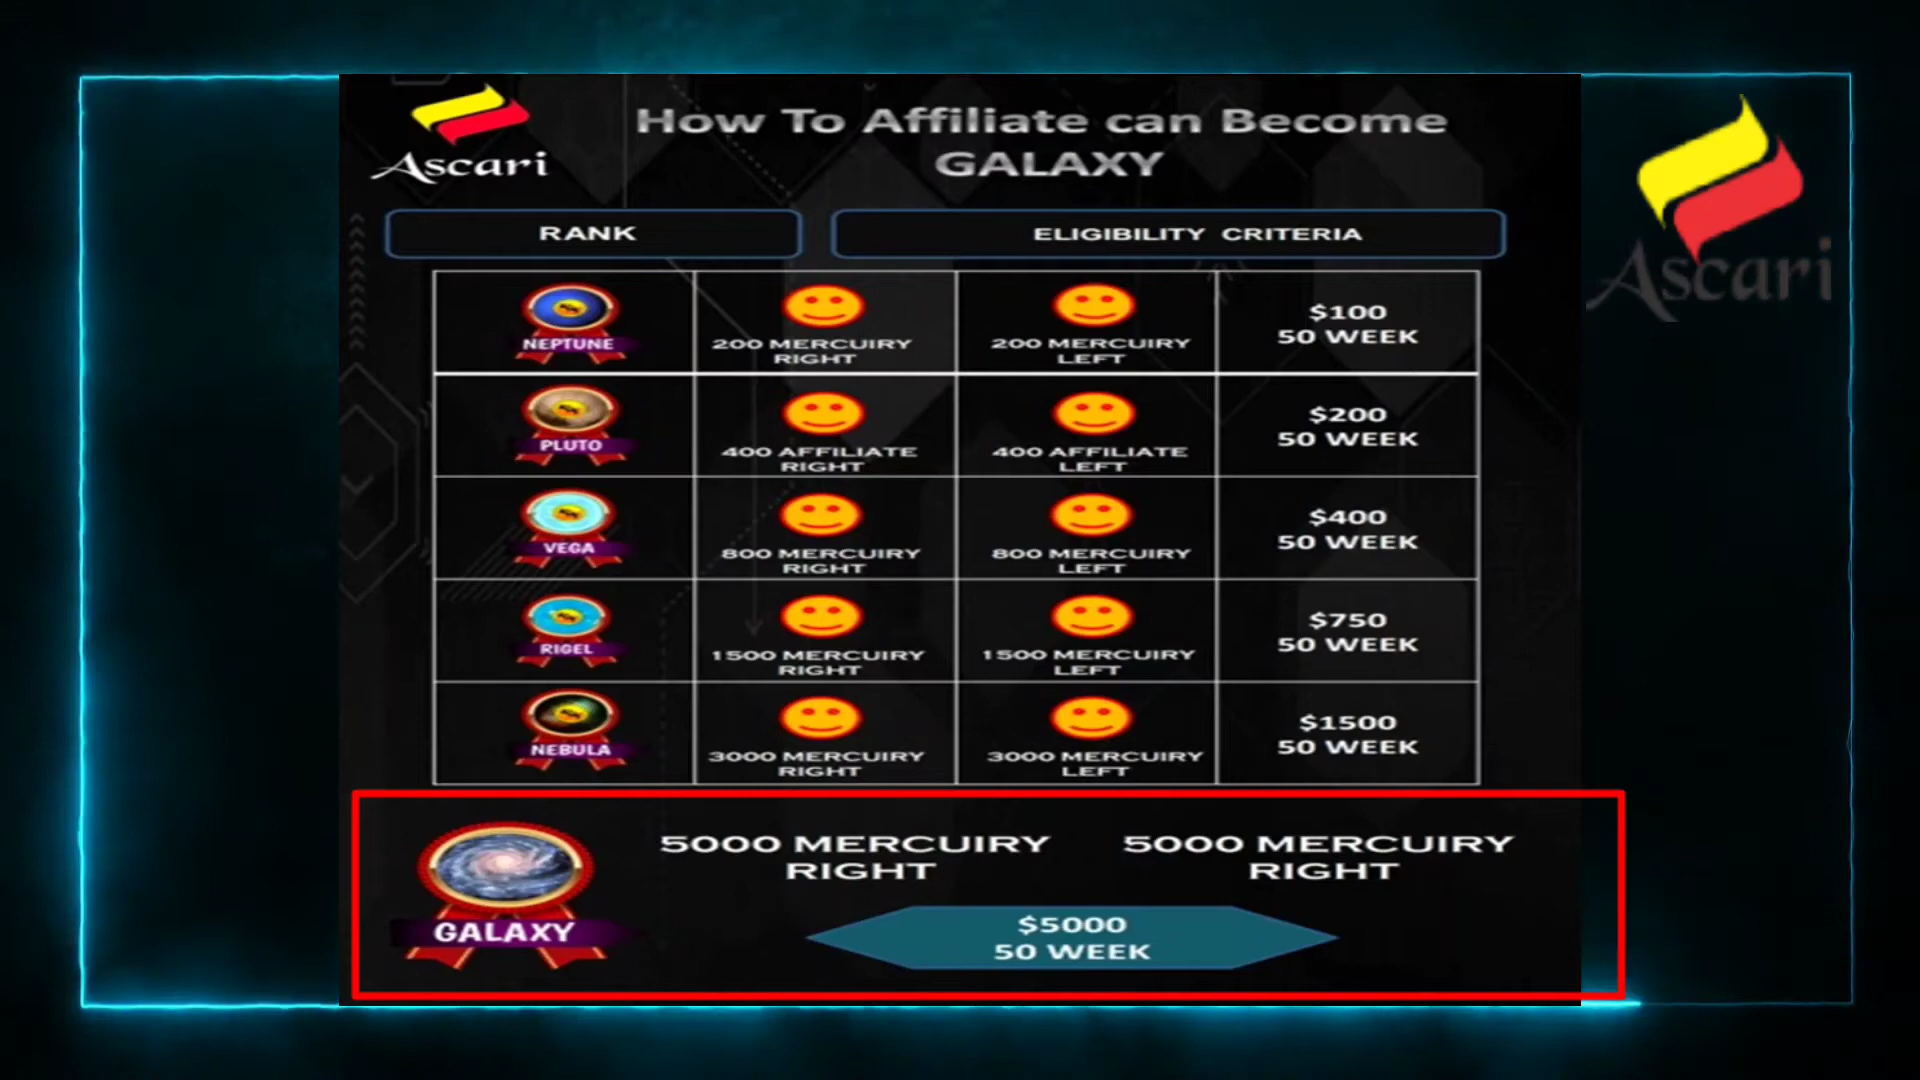 Ascari
How To Affiliate can Become
GALAXY
Ascari
RANK
ELIGIBILITY CRITERIA
NEPTUNE
200 MERCUIRY
RIGHT
200 MERCUIRY
LEFT
$100
50 WEEK
PLUTO
400 AFFILIATE
RIGHT
400 AFFILIATE
LEFT
$200
50 WEEK
VEGA
800 MERCUIRY
RIGHT
800 MERCUIRY
LEFT
$400
50 WEEK
RIGEL
1500 MERCUIRY
RIGHT
1500 MERCUIRY
LEFT
$750
50 WEEK
NEBULA
3000 MERCUIRY
RIGHT
3000 MERCUIRY
LEFT
$1500
50 WEEK
GALAXY
5000 MERCUIRY
RIGHT
5000 MERCUIRY
RIGHT
$5000
50 WEEK